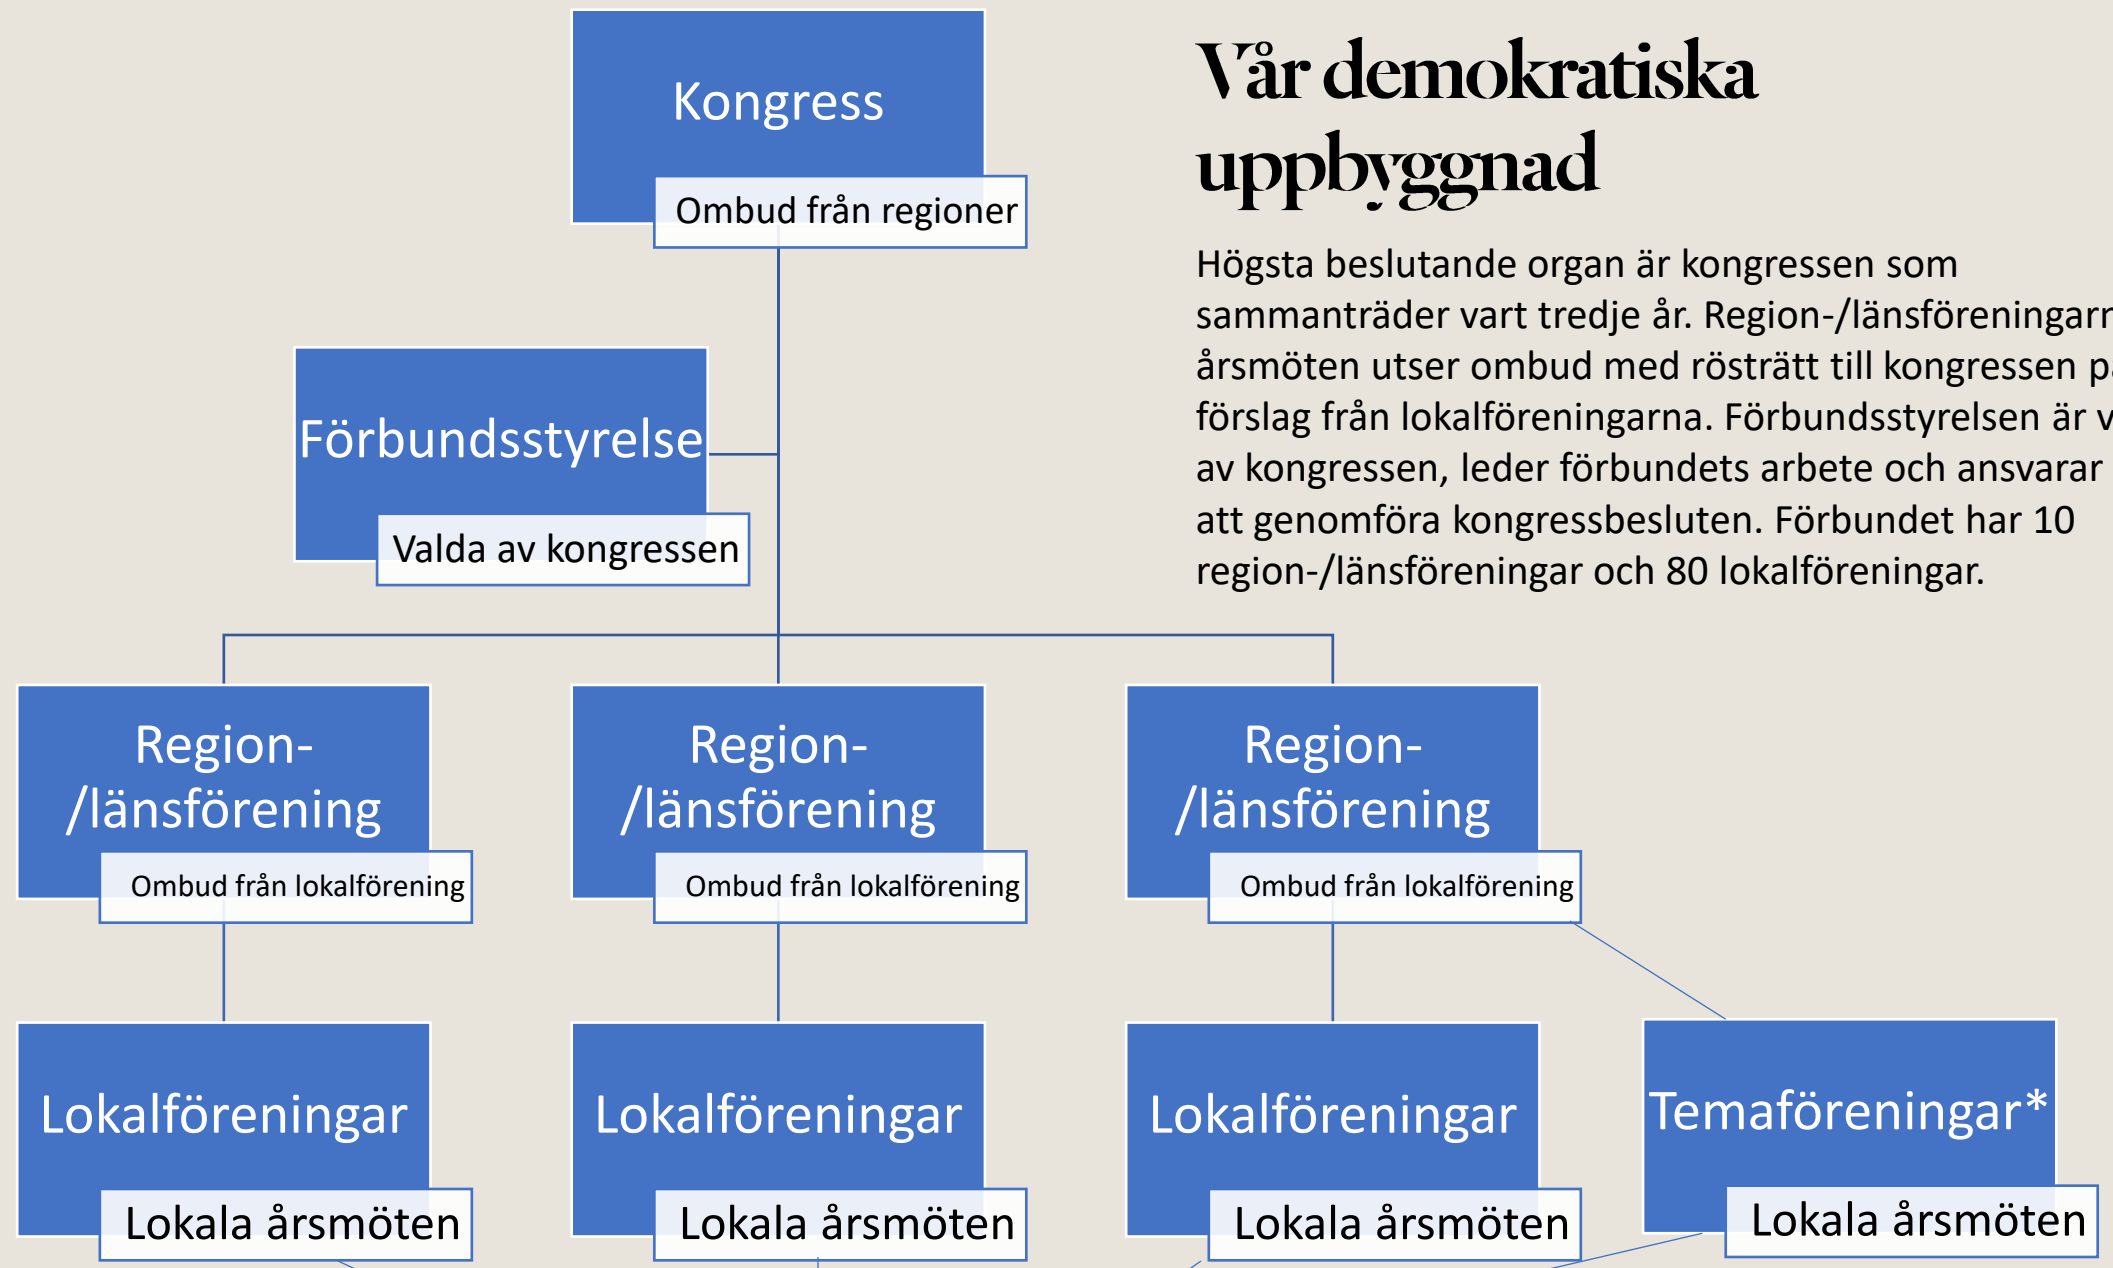 Kongress
Ombud från regioner
Vår demokratiska
uppbyggnad
Högsta beslutande organ är kongressen som
sammanträder vart tredje år.
årsmöten utser ombud med rösträtt till kongressen
förslag från lokalföreningarna. Förbundsstyrelsen är
av kongressen, leder förbundets arbete och ansvarar
att genomföra kongressbesluten. Förbundet har 10
region-/länsföreningar och 80 lokalföreningar.
Förbundsstyrelse
Valda av kongressen
Region-
/länsförening
Ombud från lokalförening
Region-
/länsförening
Ombud från lokalförening
Region-
/länsförening
Ombud från lokalförening
Lokalföreningar
Lokala årsmöten
Lokalföreningar
Lokala årsmöten
Lokalföreningar
Lokala årsmöten
Temaföreningar*
Lokala årsmöten